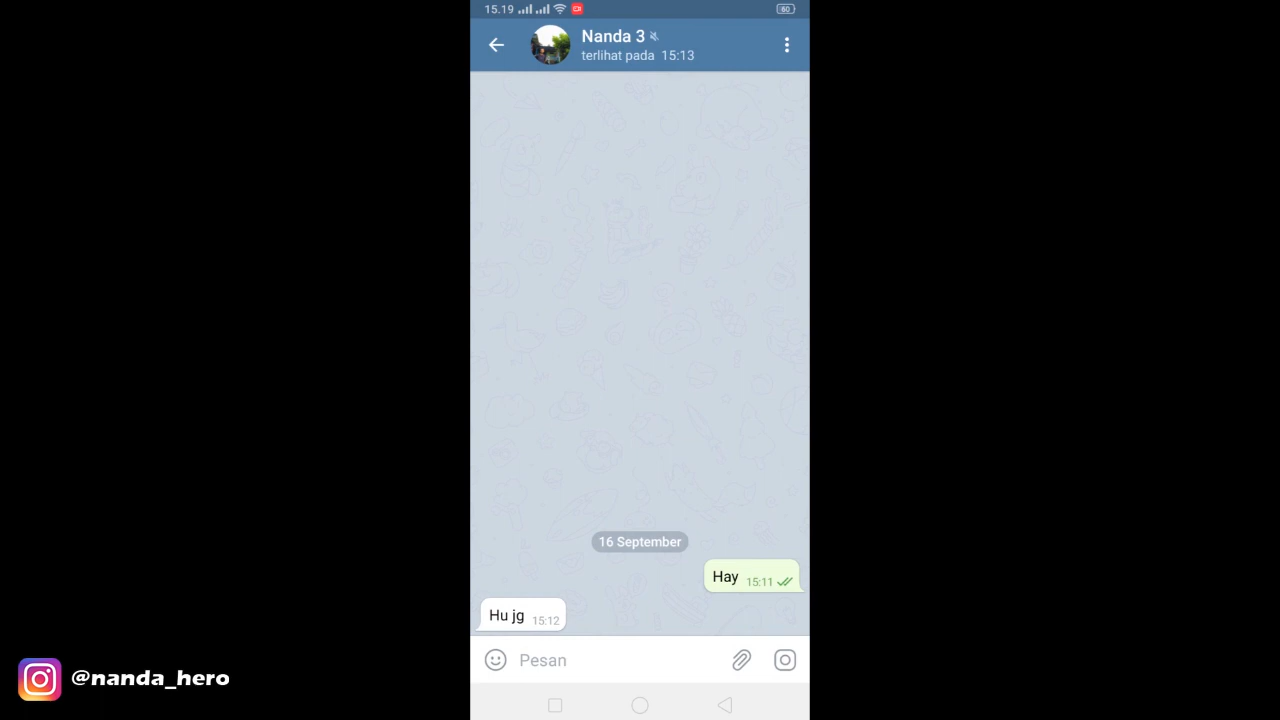 15.19 60
Nanda 3
terlihat pada 15:13
16 September
Hay 15:11
Hu jg 15:12
Pesan
@nanda_hero